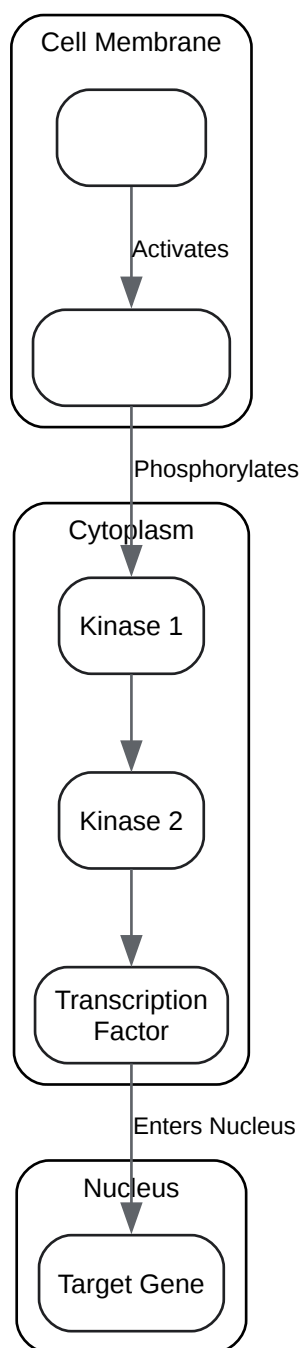 Cell Membrane
Activates
Phosphorylates
Cytoplasm
Kinase 1
Kinase 2
Transcription
Factor
Enters Nucleus
Nucleus
Target Gene